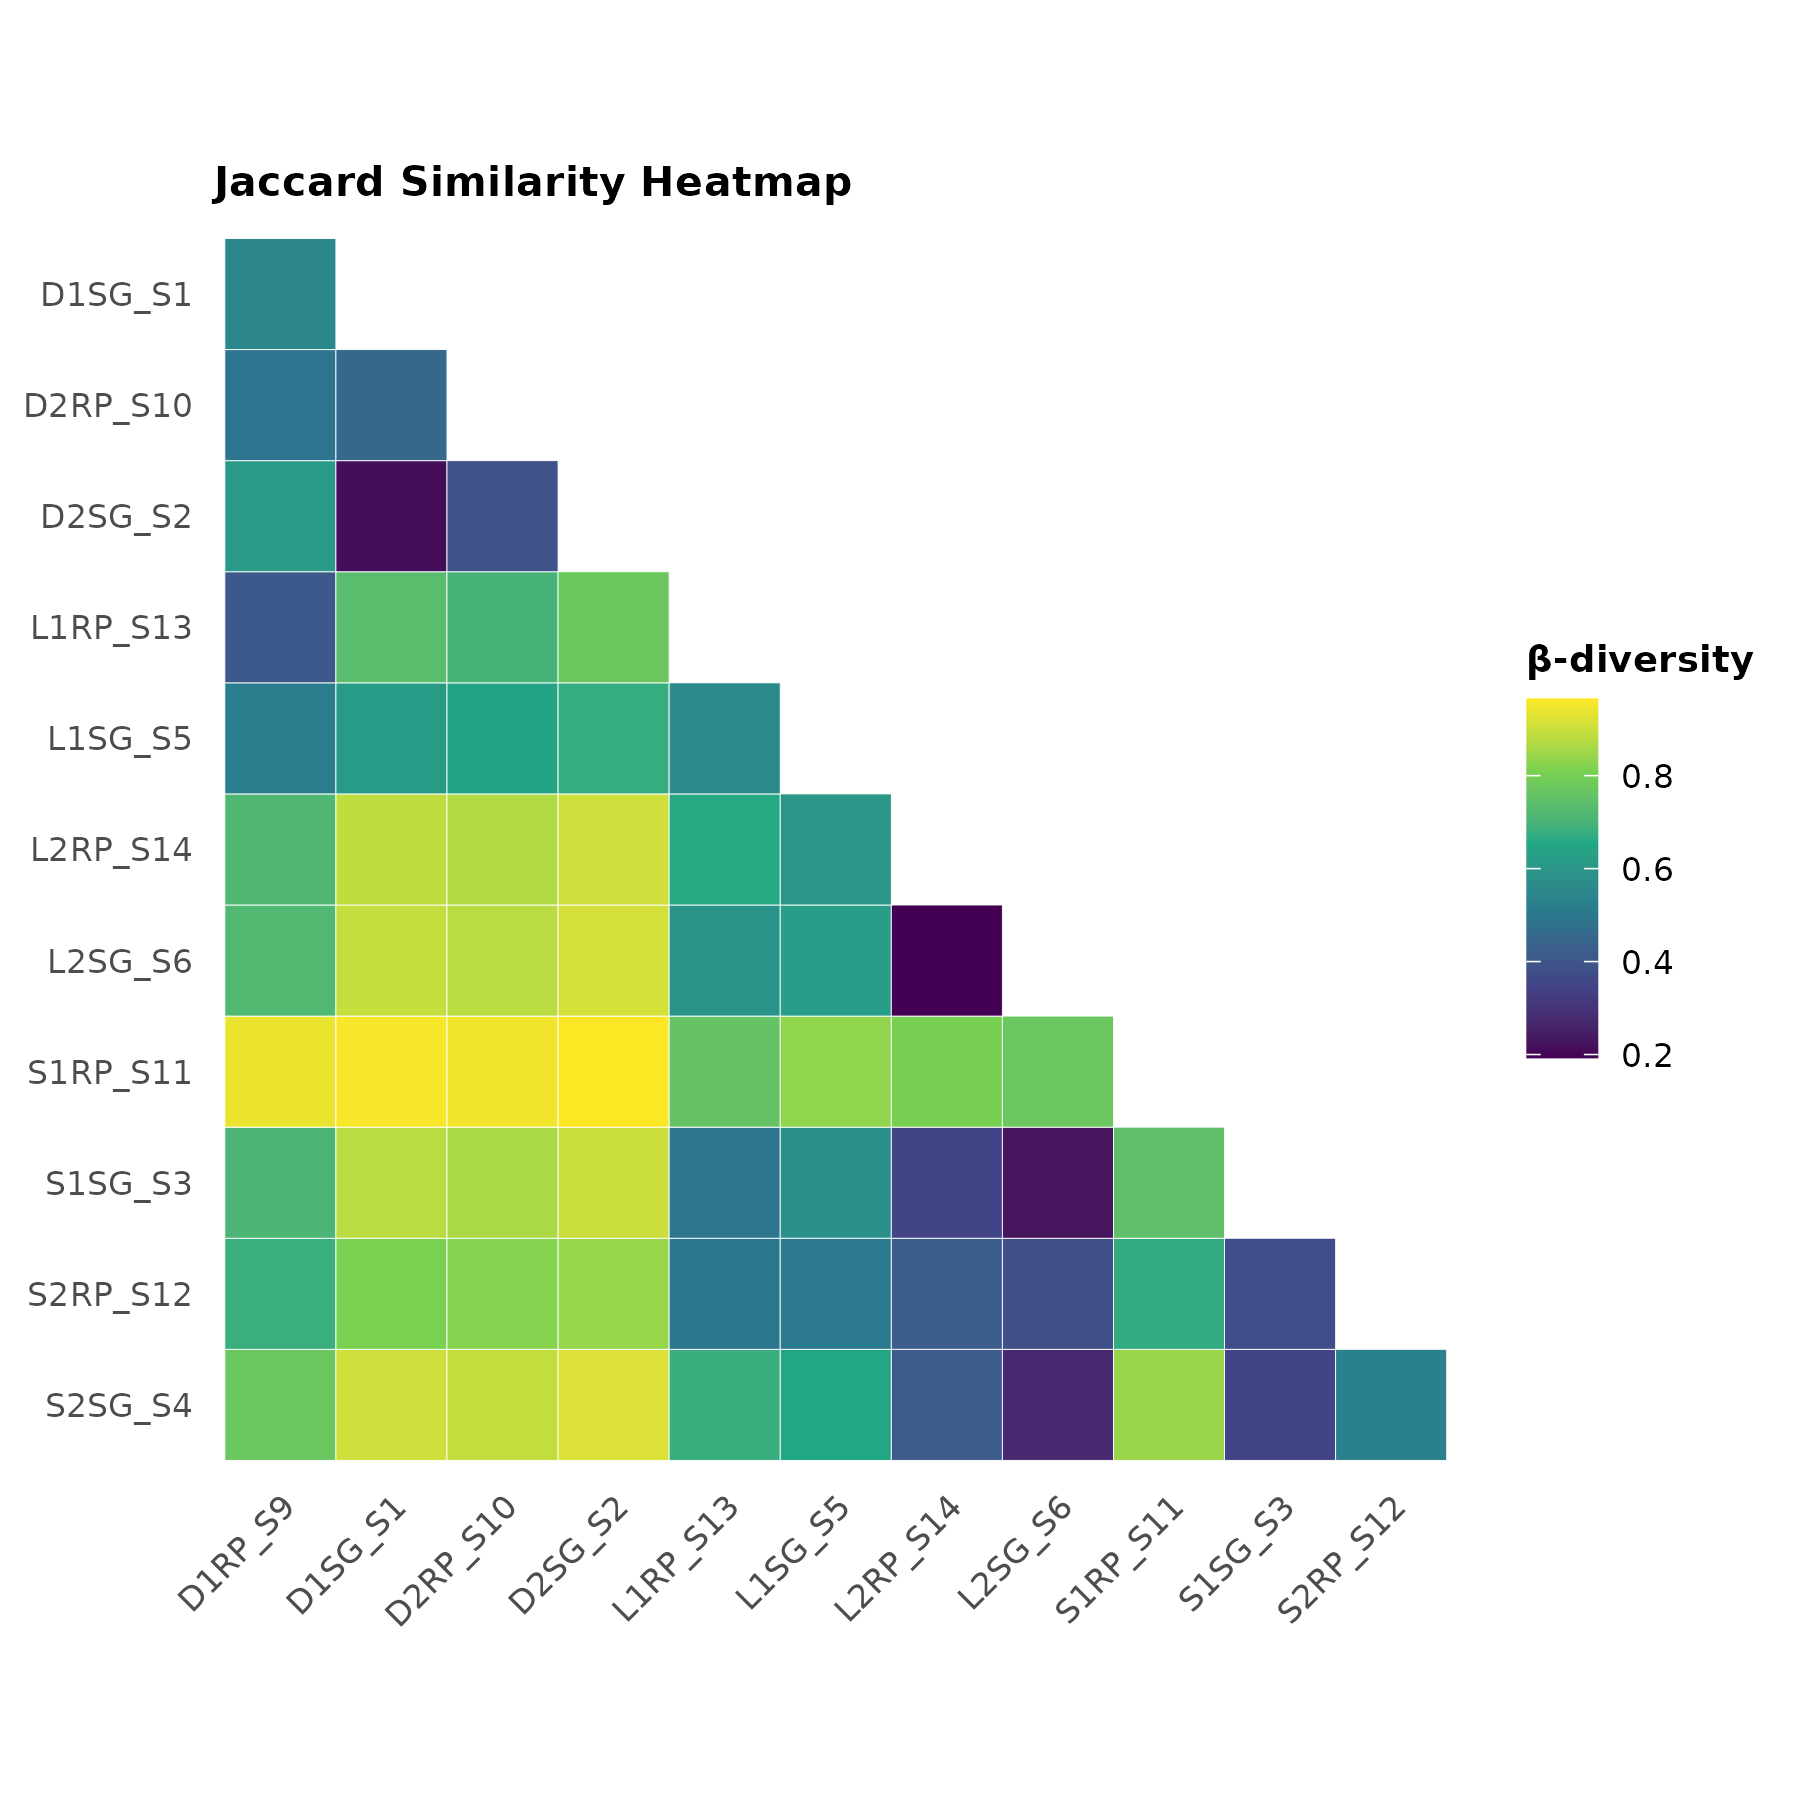 Jaccard Similarity Heatmap
D1SG_S1
D2RP_S10
D2SG_S2
L1RP_S13
L1SG_S5
L2RP_S14
L2SG_S6
S1RP_S11
S1SG_S3
S2RP_S12
S2SG_S4
D1RP_S9
D1SG_S1
D2RP_S10
D2SG_S2
L1RP_S13
L1SG_S5
L2RP_S14
L2SG_S6
S1RP_S11
S1SG_S3
S2RP_S12
β-diversity
0.8
0.6
0.4
0.2